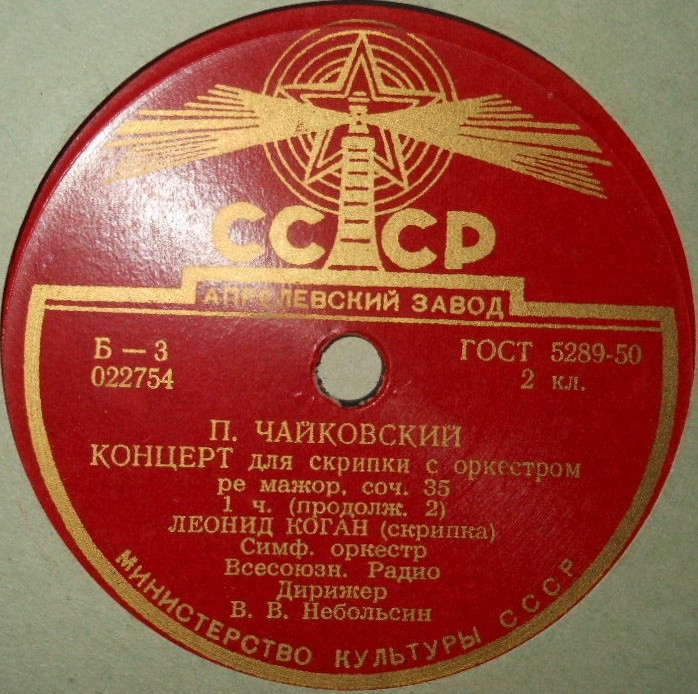 СССР
АПРЕЛЕВСКИЙ ЗАВОД
Б — 3
022754
ГОСТ 5289-50
2 кл.
П. ЧАЙКОВСКИЙ
КОНЦЕРТ для скрипки с оркестром
ре мажор, соч. 35
1 ч. (продолж. 2)
ЛЕОНИД КОГАН (скрипка)
Симф. оркестр
Всесоюзн. Радио
Дирижер
В. В. Небольсин
МИНИСТЕРСТВО КУЛЬТУРЫ СССР